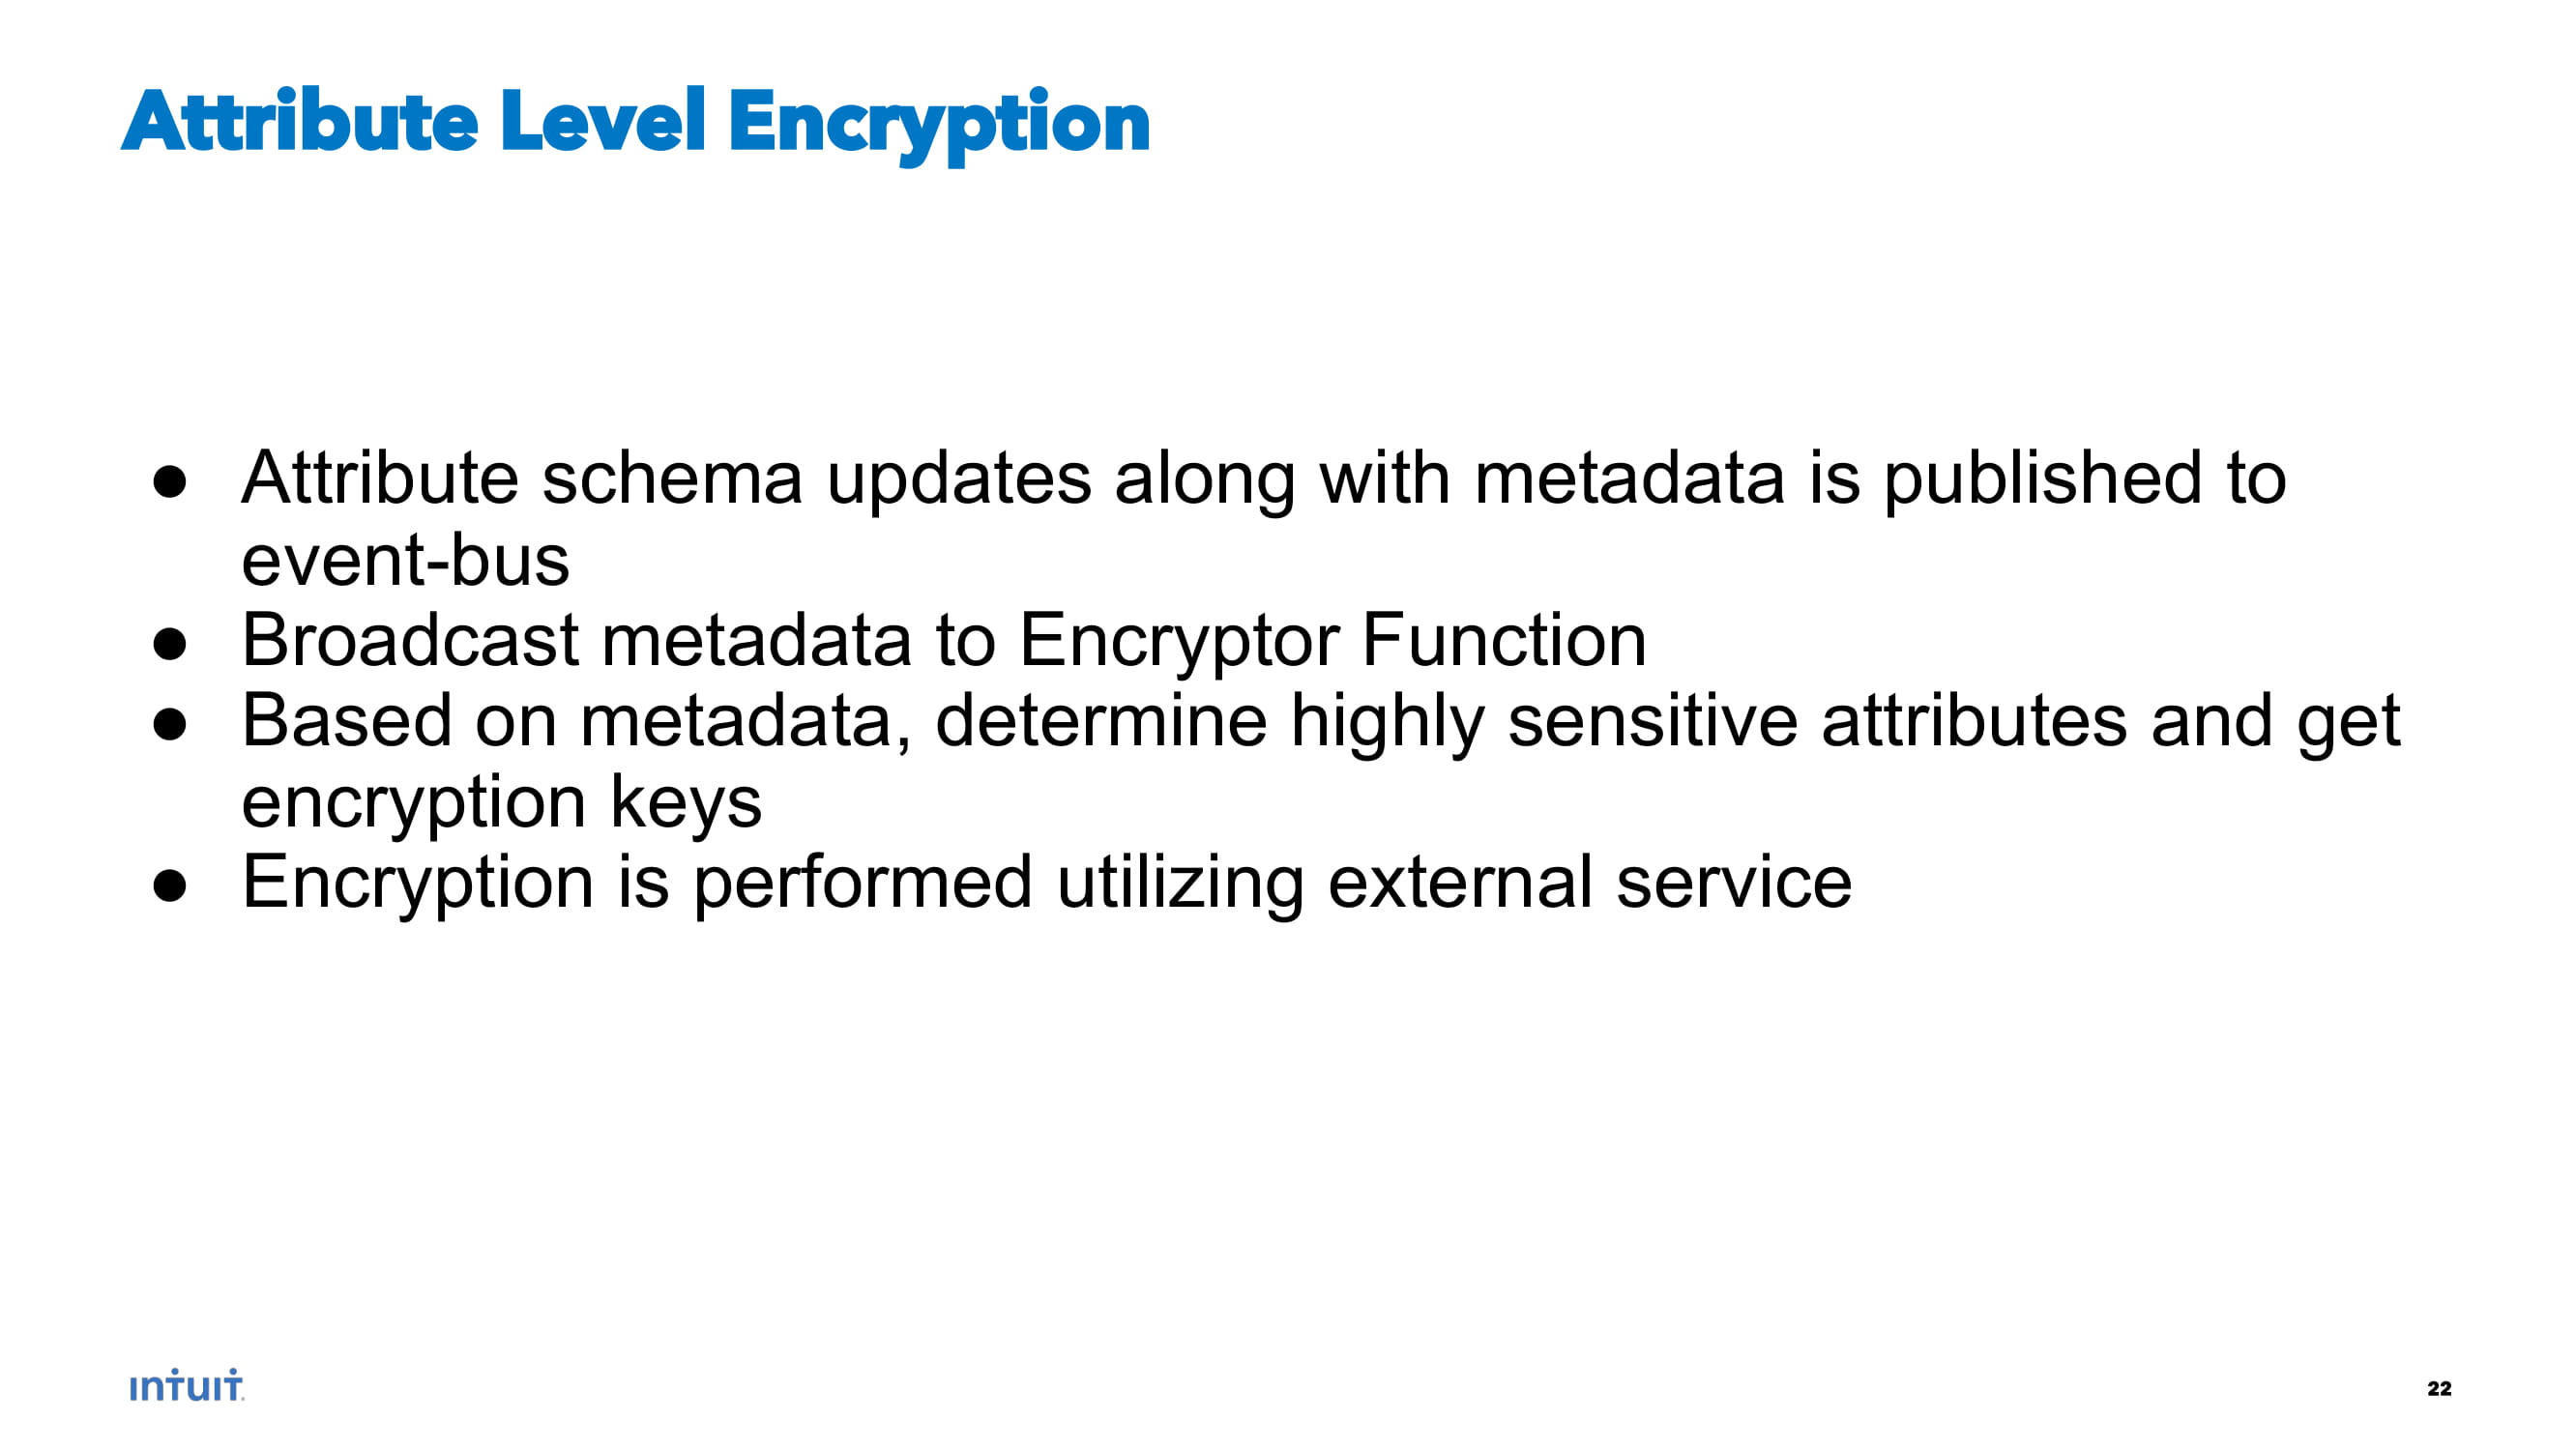 Attribute Level Encryption
● Attribute schema updates along with metadata is published to
event-bus
● Broadcast metadata to Encryptor Function
● Based on metadata, determine highly sensitive attributes and get
encryption keys
● Encryption is performed utilizing external service
intuit.
22